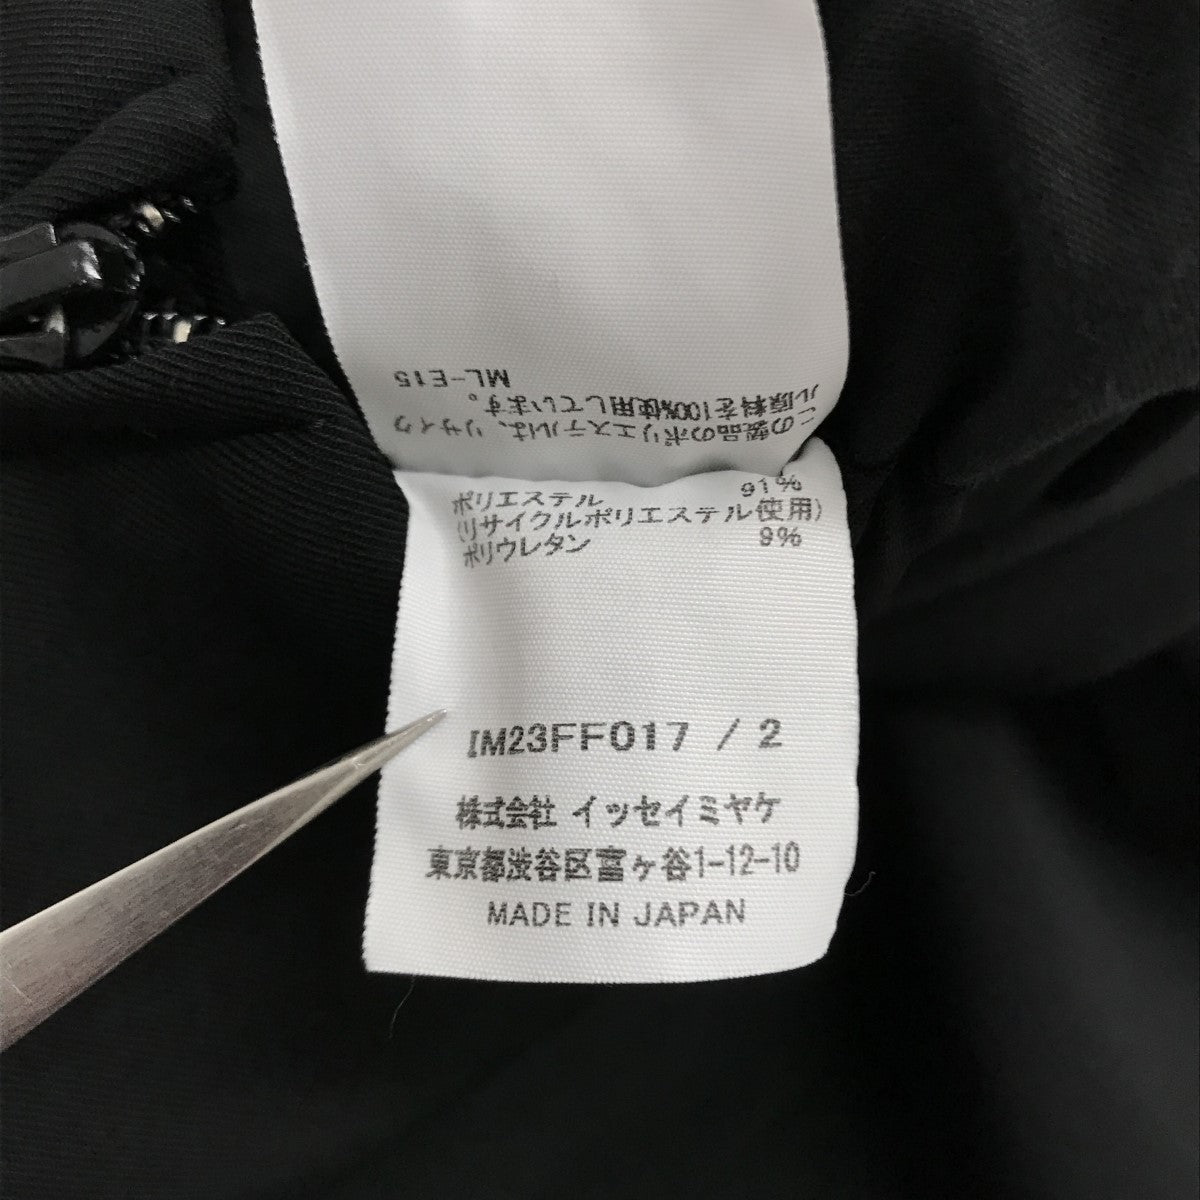 この製品のポリエステルは、リサイク
ル原料を100%使用しています。
ML-E15
ポリエステル 91%
(リサイクルポリエステル使用)
ポリウレタン 9%
IM23FF017 / 2
株式会社 イッセイミヤケ
東京都渋谷区富ヶ谷1-12-10
MADE IN JAPAN